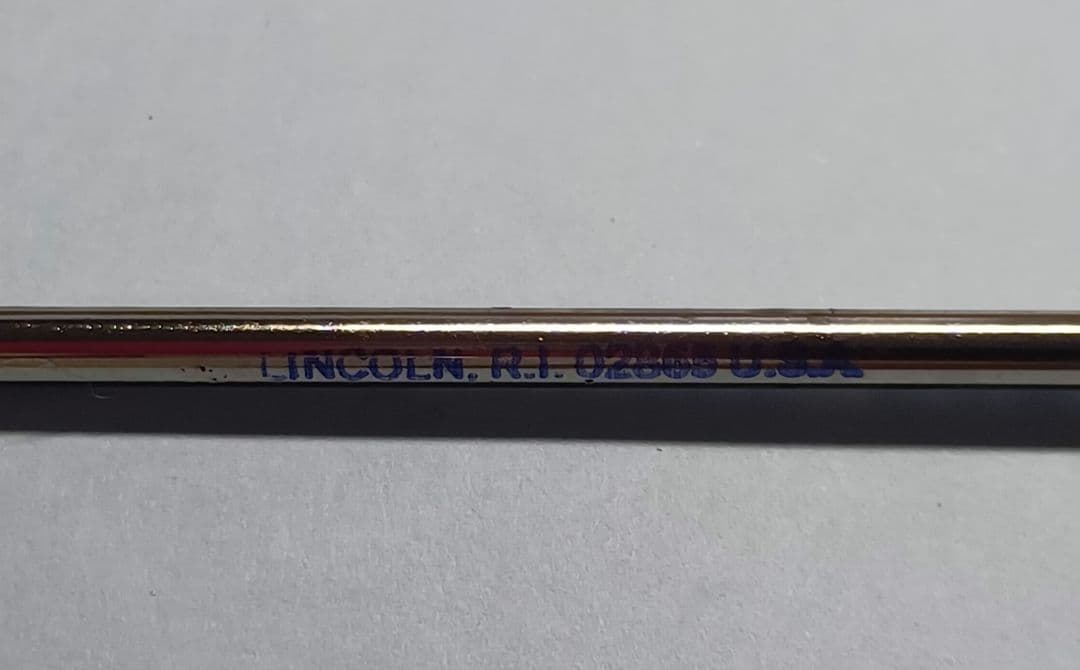 LINCOLN. R.I. 02865 U.S.A